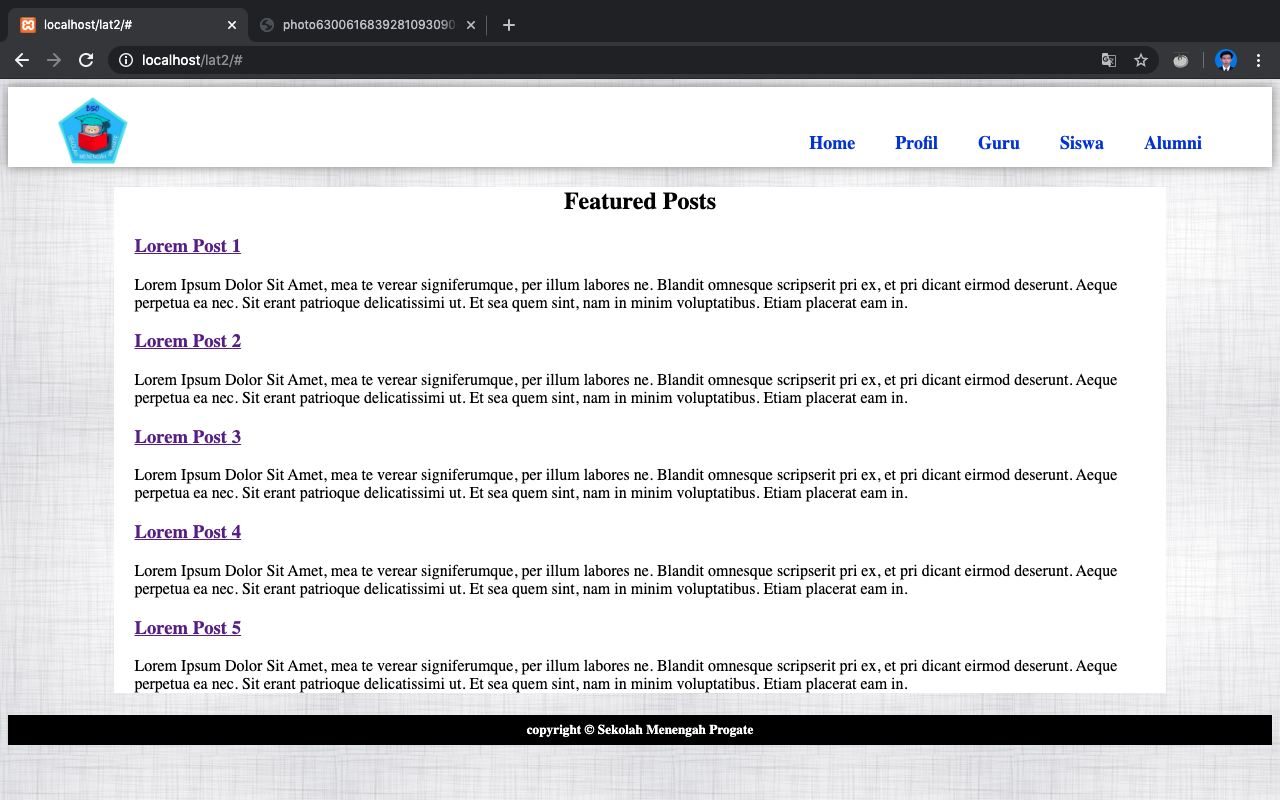 localhost/lat2/#
photo6300616839281093090
localhost/lat2/#
Home Profil Guru Siswa Alumni
Featured Posts
Lorem Post 1
Lorem Ipsum Dolor Sit Amet, mea te verear signiferumque, per illum labores ne. Blandit omnesque scripserit pri ex, et pri dicant eirmod deserunt. Aeque
perpetua ea nec. Sit erant patrioque delicatissimi ut. Et sea quem sint, nam in minim voluptatibus. Etiam placerat eam in.
Lorem Post 2
Lorem Ipsum Dolor Sit Amet, mea te verear signiferumque, per illum labores ne. Blandit omnesque scripserit pri ex, et pri dicant eirmod deserunt. Aeque
perpetua ea nec. Sit erant patrioque delicatissimi ut. Et sea quem sint, nam in minim voluptatibus. Etiam placerat eam in.
Lorem Post 3
Lorem Ipsum Dolor Sit Amet, mea te verear signiferumque, per illum labores ne. Blandit omnesque scripserit pri ex, et pri dicant eirmod deserunt. Aeque
perpetua ea nec. Sit erant patrioque delicatissimi ut. Et sea quem sint, nam in minim voluptatibus. Etiam placerat eam in.
Lorem Post 4
Lorem Ipsum Dolor Sit Amet, mea te verear signiferumque, per illum labores ne. Blandit omnesque scripserit pri ex, et pri dicant eirmod deserunt. Aeque
perpetua ea nec. Sit erant patrioque delicatissimi ut. Et sea quem sint, nam in minim voluptatibus. Etiam placerat eam in.
Lorem Post 5
Lorem Ipsum Dolor Sit Amet, mea te verear signiferumque, per illum labores ne. Blandit omnesque scripserit pri ex, et pri dicant eirmod deserunt. Aeque
perpetua ea nec. Sit erant patrioque delicatissimi ut. Et sea quem sint, nam in minim voluptatibus. Etiam placerat eam in.
copyright © Sekolah Menengah Progate